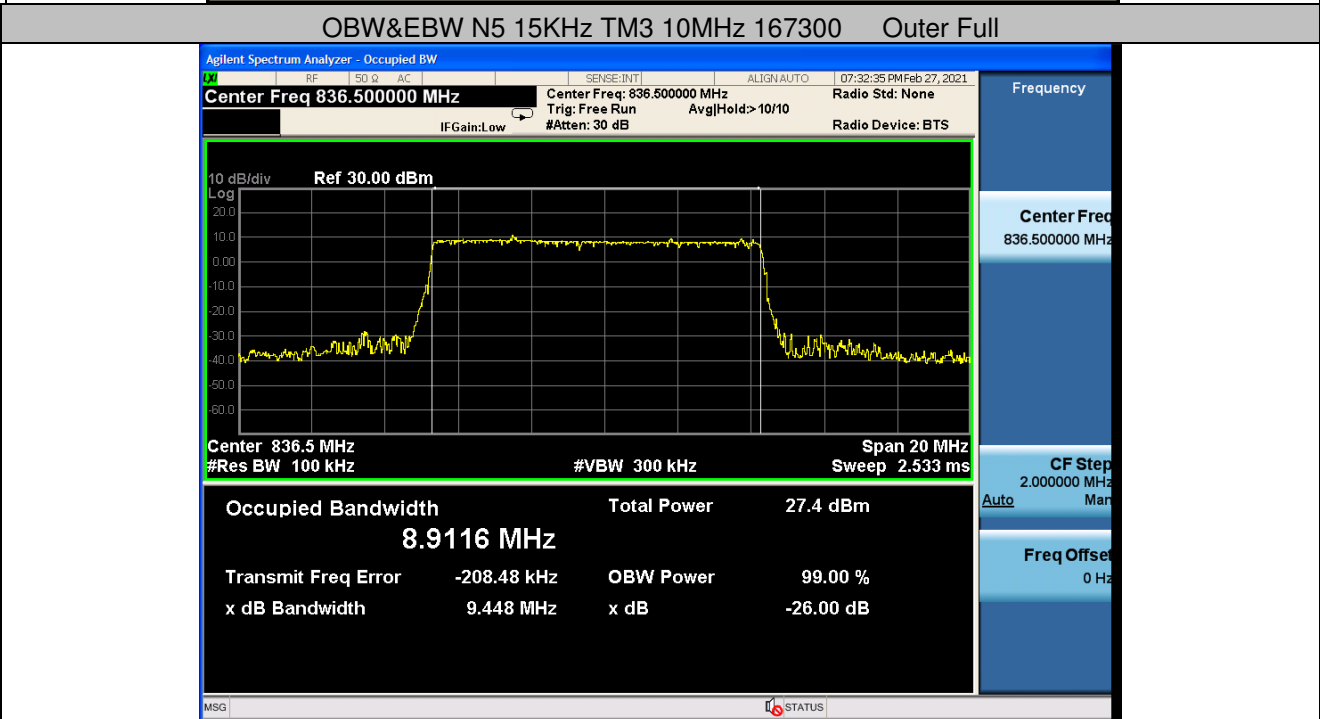 OBW&EBW N5 15KHz TM3 10MHz 167300 Outer Full
Agilent Spectrum Analyzer - Occupied BW
LXI RF 50 Ω AC SENSE:INT ALIGN AUTO 07:32:35 PM Feb 27, 2021
Center Freq 836.500000 MHz
Center Freq: 836.500000 MHz
Radio Std: None
Trig: Free Run Avg|Hold:>10/10
IFGain:Low
#Atten: 30 dB
Radio Device: BTS
Frequency
10 dB/div Ref 30.00 dBm
Log
20.0
10.0
0.00
-10.0
-20.0
-30.0
-40.0
-50.0
-60.0
Center 836.5 MHz Span 20 MHz
#Res BW 100 kHz #VBW 300 kHz Sweep 2.533 ms
Center Freq
836.500000 MHz
CF Step
2.000000 MHz
Auto Man
Freq Offset
0 Hz
Occupied Bandwidth Total Power 27.4 dBm
8.9116 MHz
Transmit Freq Error -208.48 kHz OBW Power 99.00 %
x dB Bandwidth 9.448 MHz x dB -26.00 dB
MSG STATUS